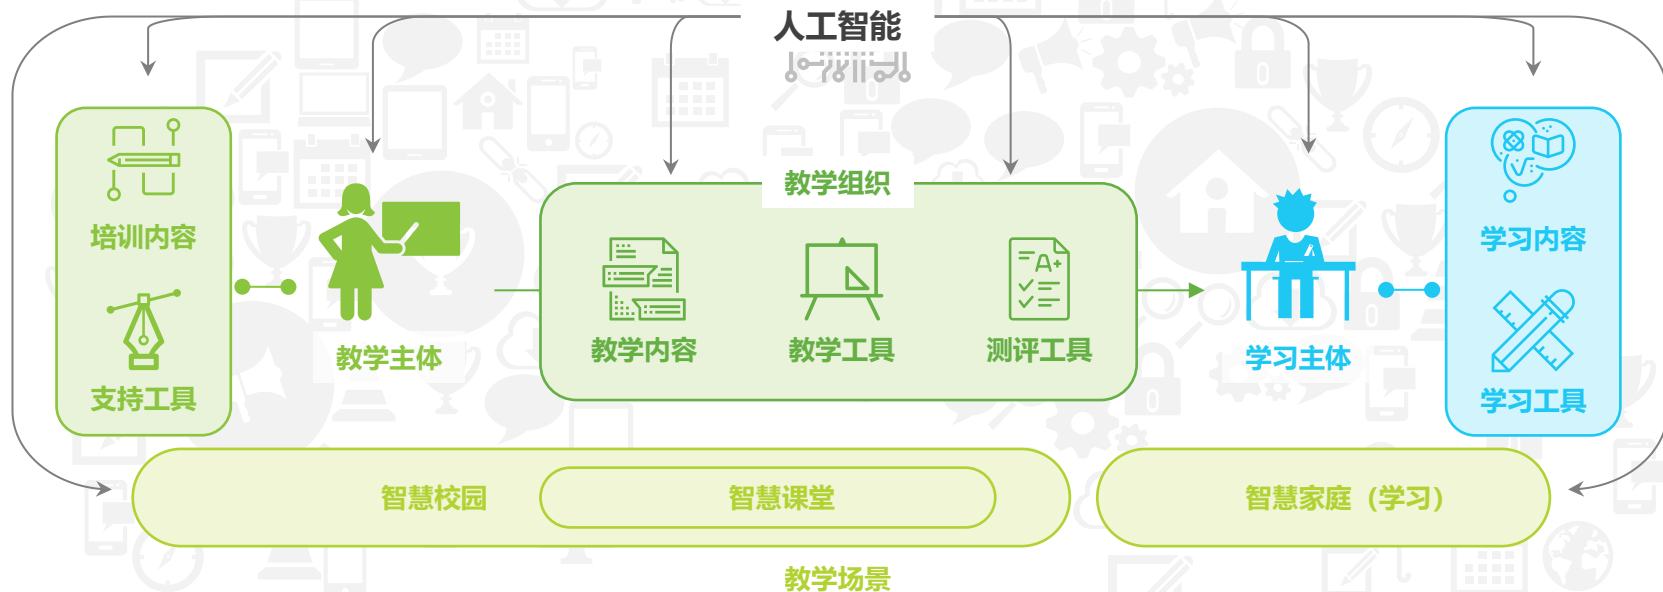 人工智能
教学组织
培训内容
支持工具
教学主体
教学内容
教学工具
A+
测评工具
学习主体
学习内容
学习工具
智慧校园
智慧课堂
智慧家庭（学习）
教学场景